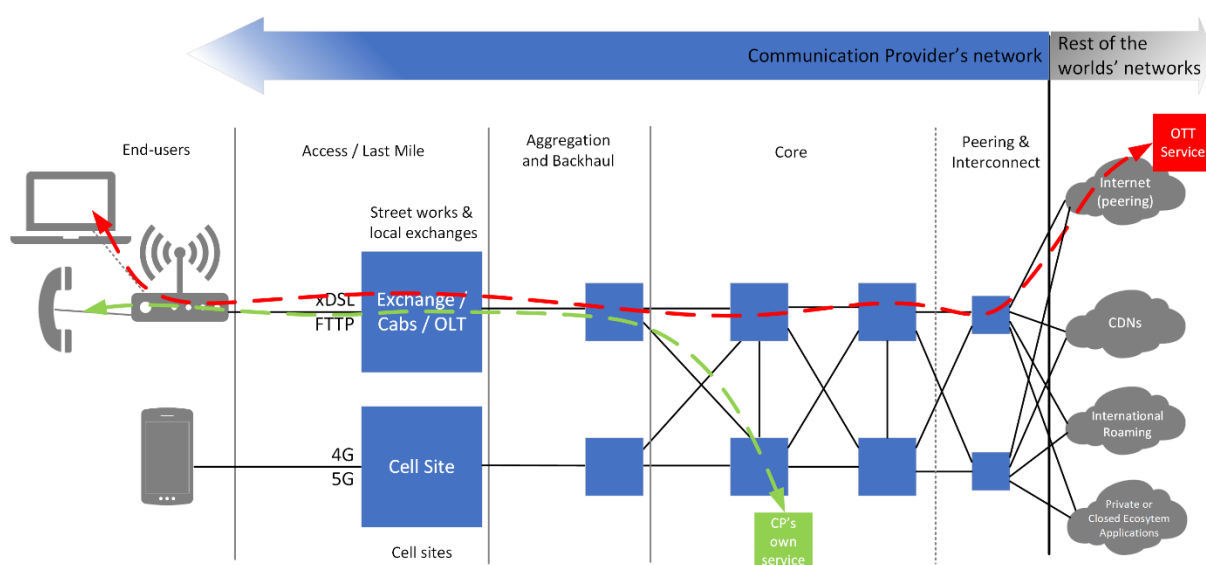 Communication Provider's network
Rest of the
worlds' networks
End-users
Access / Last Mile
Aggregation
and Backhaul
Core
Peering &
Interconnect
OTT
Service
Street works &
local exchanges
Internet
(peering)
xDSL
FTTP
Exchange /
Cabs / OLT
CDNs
International
Roaming
4G
5G
Cell Site
Private or
Closed Ecosytem
Applications
CP's
own
service
Cell sites